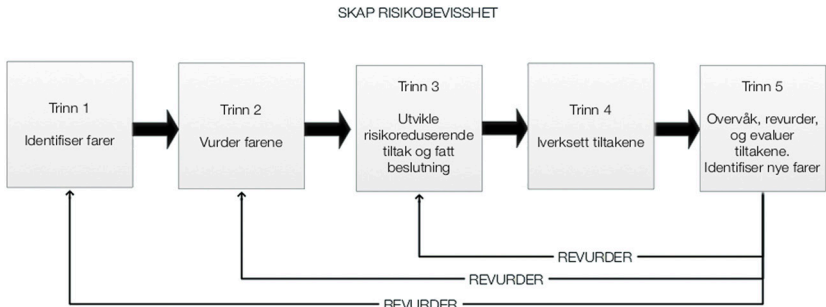 SKAP RISIKOBEVISSHET
Trinn 1
Identifiser farer
Trinn 2
Vurder farene
Trinn 3
Utvikle
risikoreduserende
tiltak og fatt
beslutning
Trinn 4
Iverksett tiltakene
Trinn 5
Overvåk, revurder,
og evaluer
tiltakene.
Identifiser nye farer
REVURDER
REVURDER
REVURDER